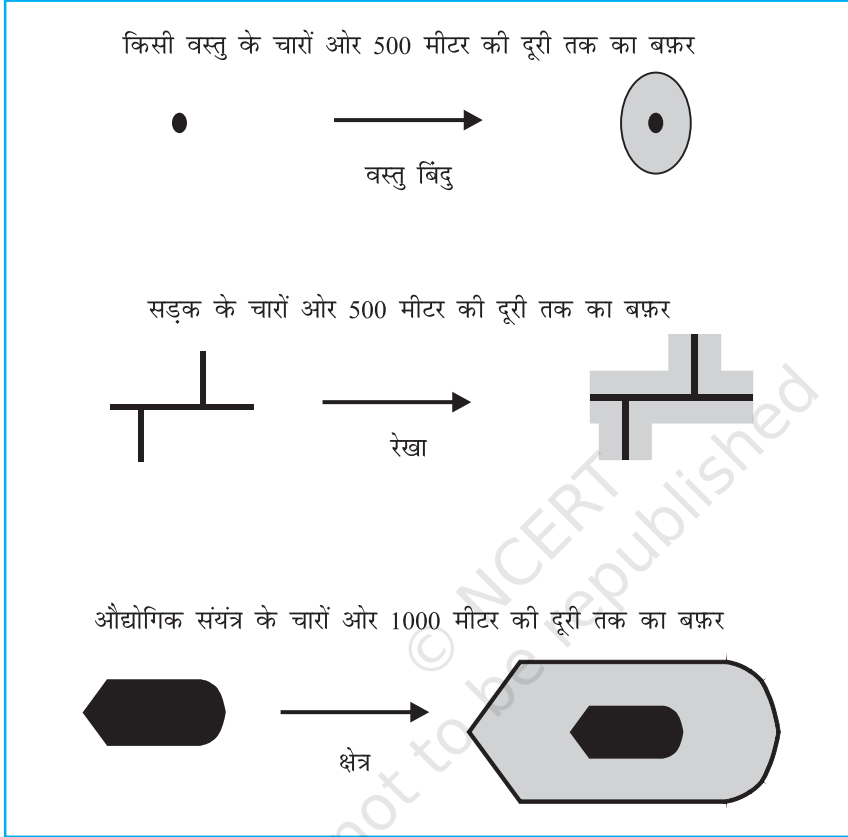 किसी वस्तु के चारों ओर 500 मीटर की दूरी तक का बफ़र
वस्तु बिंदु
सड़क के चारों ओर 500 मीटर की दूरी तक का बफ़र
रेखा
औद्योगिक संयंत्र के चारों ओर 1000 मीटर की दूरी तक का बफ़र
क्षेत्र
© NCERT
not to be republished